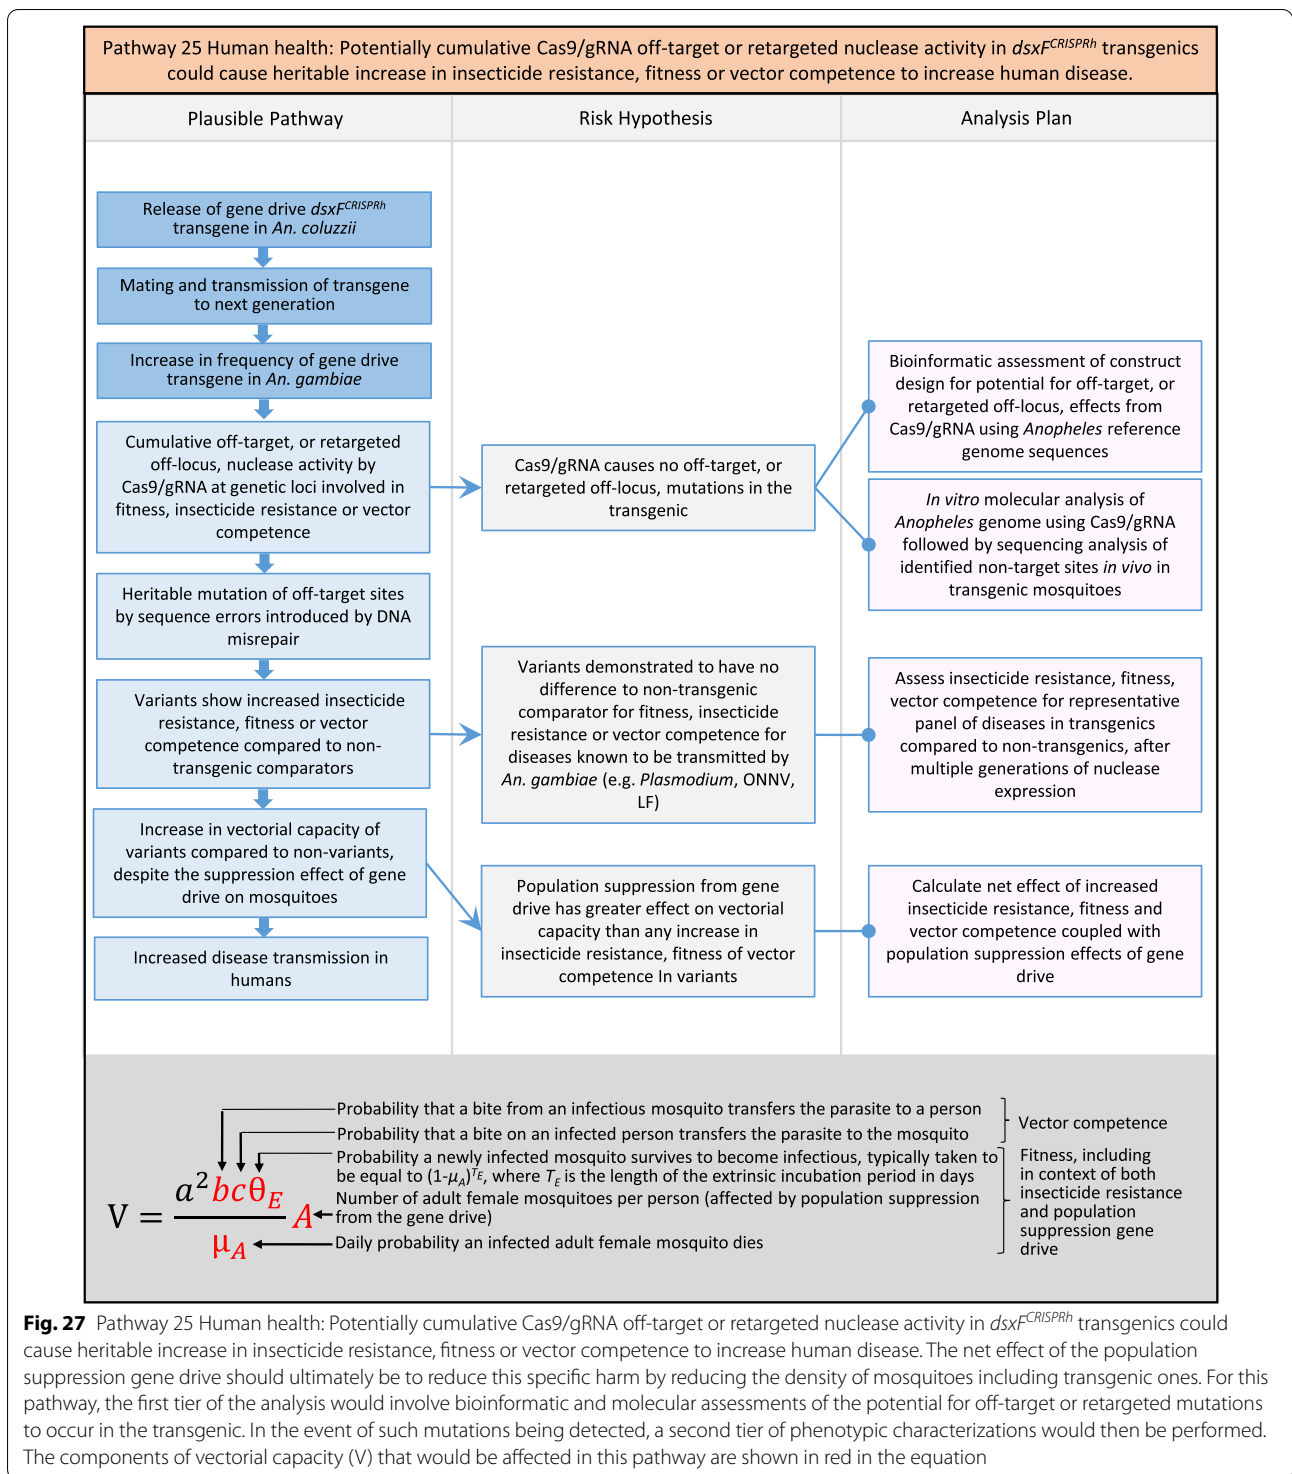 Pathway 25 Human health: Potentially cumulative Cas9/gRNA off-target or retargeted nuclease activity in dsxF^CRISPRh transgenics
could cause heritable increase in insecticide resistance, fitness or vector competence to increase human disease.
Plausible Pathway
Risk Hypothesis
Analysis Plan
Release of gene drive dsxF^CRISPRh
transgene in An. coluzzii
Mating and transmission of transgene
to next generation
Increase in frequency of gene drive
transgene in An. gambiae
Cumulative off-target, or retargeted
off-locus, nuclease activity by
Cas9/gRNA at genetic loci involved in
fitness, insecticide resistance or vector
competence
Heritable mutation of off-target sites
by sequence errors introduced by DNA
misrepair
Variants show increased insecticide
resistance, fitness or vector
competence compared to non-
transgenic comparators
Increase in vectorial capacity of
variants compared to non-variants,
despite the suppression effect of gene
drive on mosquitoes
Increased disease transmission in
humans
Cas9/gRNA causes no off-target, or
retargeted off-locus, mutations in the
transgenic
Variants demonstrated to have no
difference to non-transgenic
comparator for fitness, insecticide
resistance or vector competence for
diseases known to be transmitted by
An. gambiae (e.g. Plasmodium, ONNV,
LF)
Population suppression from gene
drive has greater effect on vectorial
capacity than any increase in
insecticide resistance, fitness of vector
competence In variants
Bioinformatic assessment of construct
design for potential for off-target, or
retargeted off-locus, effects from
Cas9/gRNA using Anopheles reference
genome sequences
In vitro molecular analysis of
Anopheles genome using Cas9/gRNA
followed by sequencing analysis of
identified non-target sites in vivo in
transgenic mosquitoes
Assess insecticide resistance, fitness,
vector competence for representative
panel of diseases in transgenics
compared to non-transgenics, after
multiple generations of nuclease
expression
Calculate net effect of increased
insecticide resistance, fitness and
vector competence coupled with
population suppression effects of gene
drive
V = a² b c θ_E / μ_A A
Probability that a bite from an infectious mosquito transfers the parasite to a person
Probability that a bite on an infected person transfers the parasite to the mosquito
Probability a newly infected mosquito survives to become infectious, typically taken to
be equal to (1-μ_A)^T_E, where T_E is the length of the extrinsic incubation period in days
Number of adult female mosquitoes per person (affected by population suppression
from the gene drive)
Daily probability an infected adult female mosquito dies
Vector competence
Fitness, including
in context of both
insecticide resistance
and population
suppression gene
drive
Fig. 27 Pathway 25 Human health: Potentially cumulative Cas9/gRNA off-target or retargeted nuclease activity in dsxF^CRISPRh transgenics could
cause heritable increase in insecticide resistance, fitness or vector competence to increase human disease. The net effect of the population
suppression gene drive should ultimately be to reduce this specific harm by reducing the density of mosquitoes including transgenic ones. For this
pathway, the first tier of the analysis would involve bioinformatic and molecular assessments of the potential for off-target or retargeted mutations
to occur in the transgenic. In the event of such mutations being detected, a second tier of phenotypic characterizations would then be performed.
The components of vectorial capacity (V) that would be affected in this pathway are shown in red in the equation